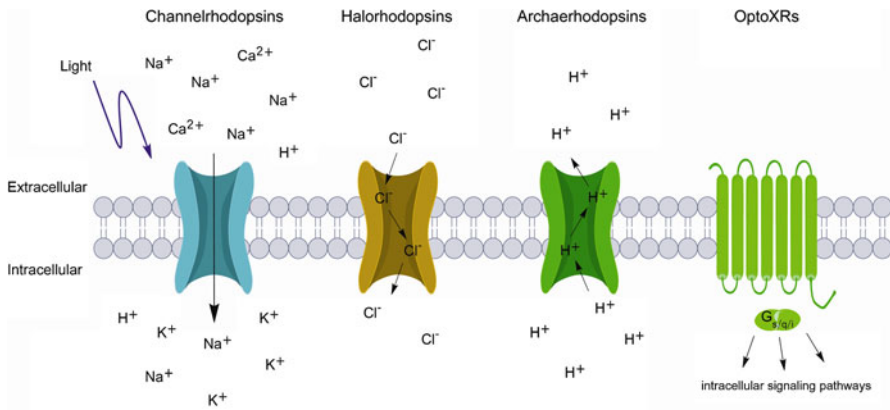 Channelrhodopsins Halorhodopsins Archaerhodopsins OptoXRs
Light
Na⁺ Na⁺ Ca²⁺ Na⁺ Ca²⁺ Na⁺ H⁺
Cl⁻ Cl⁻ Cl⁻ Cl⁻
H⁺ H⁺ H⁺
Extracellular
Cl⁻ Cl⁻
H⁺ H⁺
Intracellular
H⁺ K⁺ Na⁺ K⁺ Na⁺ K⁺ K⁺
Cl⁻ Cl⁻
H⁺ H⁺ H⁺ H⁺
G s/q/i
intracellular signaling pathways